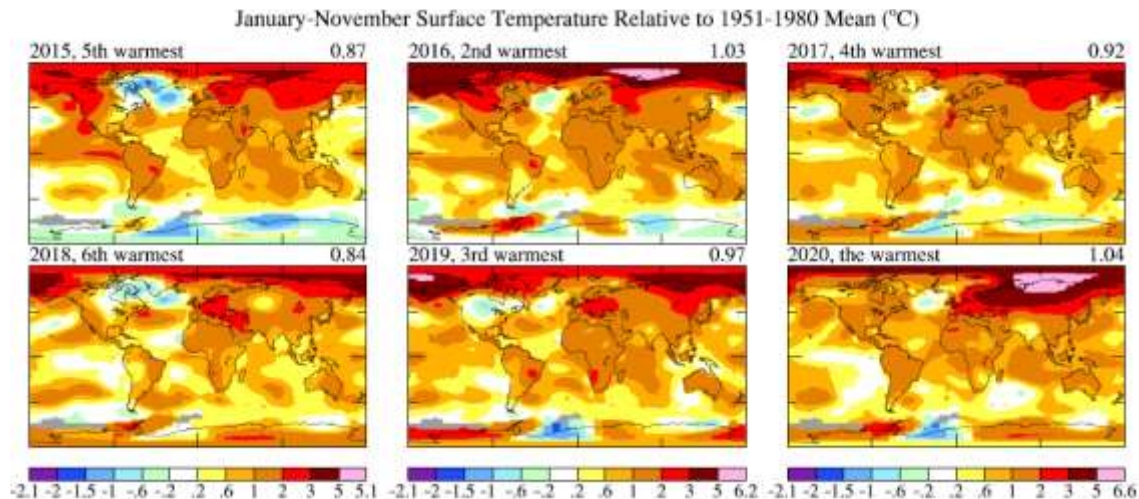 January-November Surface Temperature Relative to 1951-1980 Mean (°C)
2015, 5th warmest 0.87
2016, 2nd warmest 1.03
2017, 4th warmest 0.92
2018, 6th warmest 0.84
2019, 3rd warmest 0.97
2020, the warmest 1.04
-2.1 -2 -1.5 -1 -.6 -.2 .2 .6 1 2 3 5 5.1
-2.1 -2 -1.5 -1 -.6 -.2 .2 .6 1 2 3 5 6.2
-2.1 -2 -1.5 -1 -.6 -.2 .2 .6 1 2 3 5 6.2